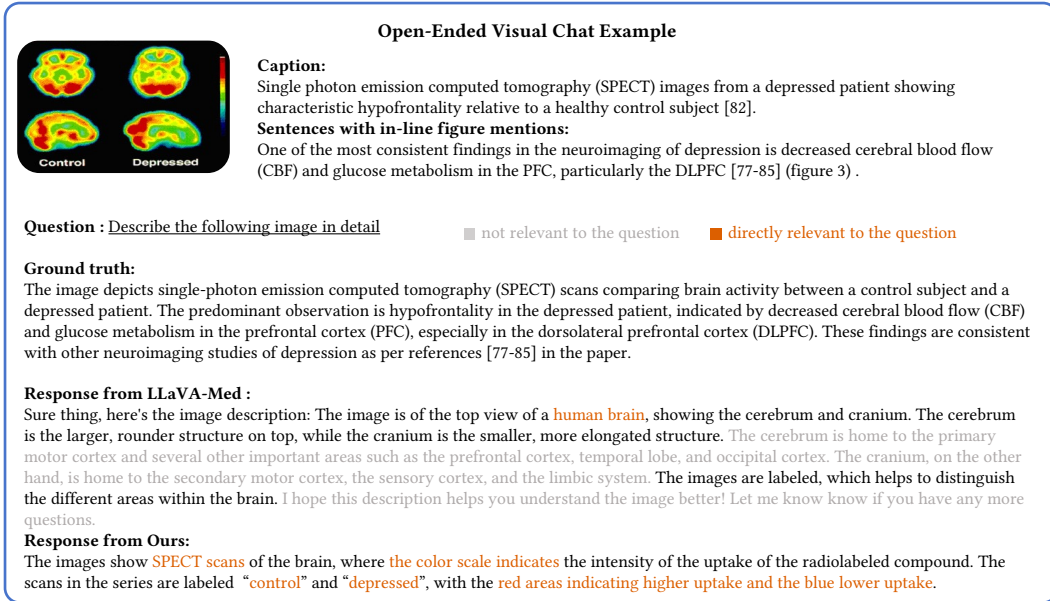 Open-Ended Visual Chat Example
Control
Depressed
Caption:
Single photon emission computed tomography (SPECT) images from a depressed patient showing
characteristic hypofrontality relative to a healthy control subject [82].
Sentences with in-line figure mentions:
One of the most consistent findings in the neuroimaging of depression is decreased cerebral blood flow
(CBF) and glucose metabolism in the PFC, particularly the DLPFC [77-85] (figure 3) .
Question : Describe the following image in detail
not relevant to the question
directly relevant to the question
Ground truth:
The image depicts single-photon emission computed tomography (SPECT) scans comparing brain activity between a control subject and a
depressed patient. The predominant observation is hypofrontality in the depressed patient, indicated by decreased cerebral blood flow (CBF)
and glucose metabolism in the prefrontal cortex (PFC), especially in the dorsolateral prefrontal cortex (DLPFC). These findings are consistent
with other neuroimaging studies of depression as per references [77-85] in the paper.
Response from LLaVA-Med :
Sure thing, here's the image description: The image is of the top view of a human brain, showing the cerebrum and cranium. The cerebrum
is the larger, rounder structure on top, while the cranium is the smaller, more elongated structure. The cerebrum is home to the primary
motor cortex and several other important areas such as the prefrontal cortex, temporal lobe, and occipital cortex. The cranium, on the other
hand, is home to the secondary motor cortex, the sensory cortex, and the limbic system. The images are labeled, which helps to distinguish
the different areas within the brain. I hope this description helps you understand the image better! Let me know know if you have any more
questions.
Response from Ours:
The images show SPECT scans of the brain, where the color scale indicates the intensity of the uptake of the radiolabeled compound. The
scans in the series are labeled “control” and “depressed”, with the red areas indicating higher uptake and the blue lower uptake.